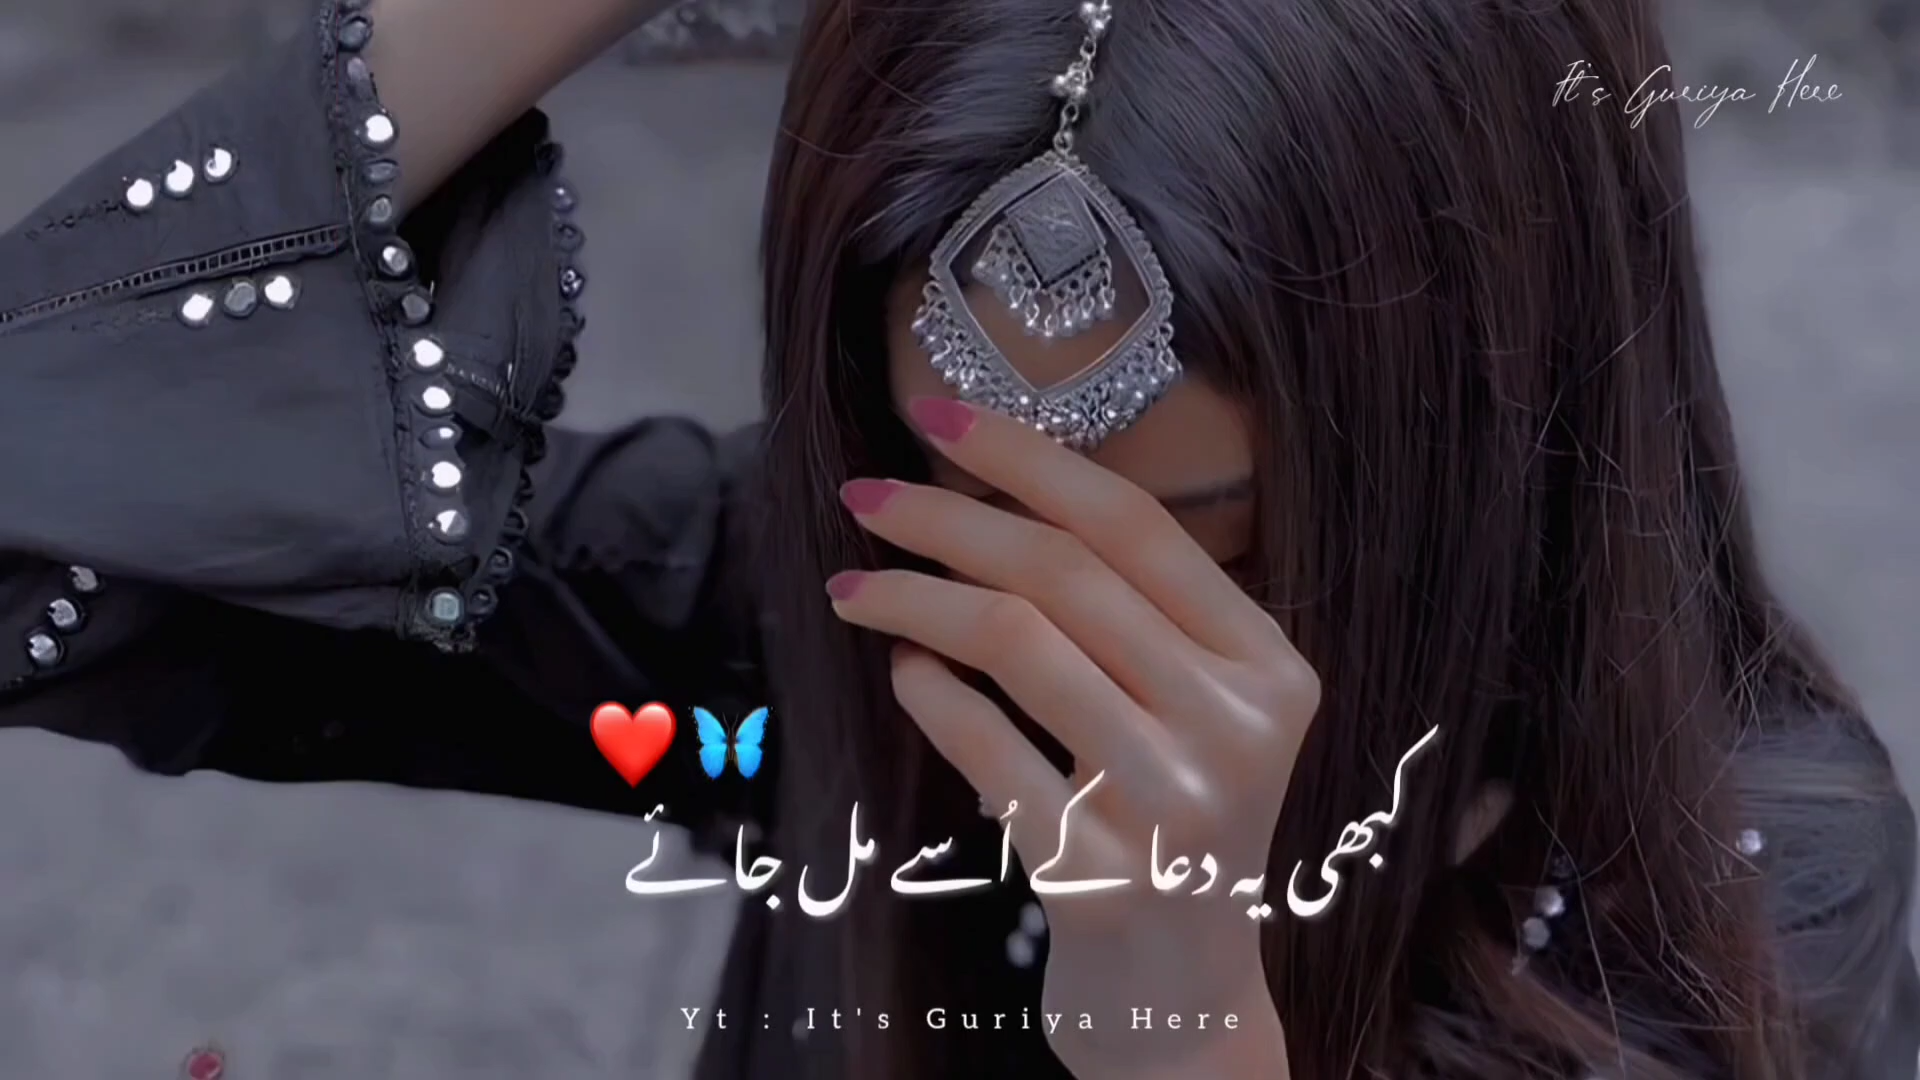 It's Guriya Here
❤️🦋
کبھی یہ دعا کے اُسے مل جائے
Yt : It's Guriya Here